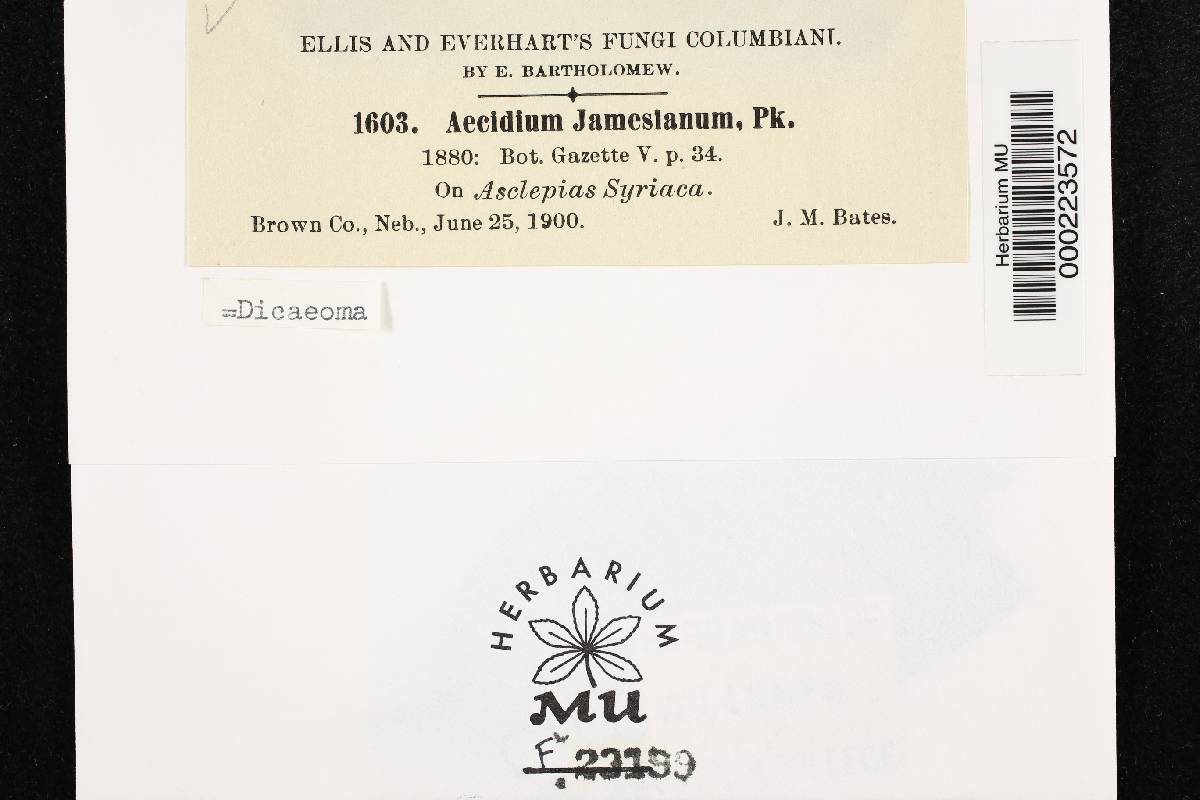 ELLIS AND EVERHART'S FUNGI COLUMBIANI.
BY E. BARTHOLOMEW.
1603. Aecidium Jamesianum, Pk.
1880: Bot. Gazette V. p. 34.
On Asclepias Syriaca.
Brown Co., Neb., June 25, 1900. J. M. Bates.
=Dicaeoma
Herbarium MU
000223572
HERBARIUM
MU
F 23199